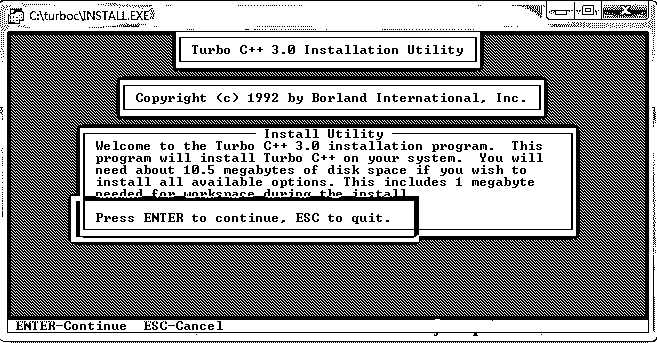 C:\turboc\INSTALL.EXE
Turbo C++ 3.0 Installation Utility
Copyright (c) 1992 by Borland International, Inc.
Install Utility
Welcome to the Turbo C++ 3.0 installation program. This
program will install Turbo C++ on your system. You will
need about 10.5 megabytes of disk space if you wish to
install all available options. This includes 1 megabyte
needed for workspace during the install
Press ENTER to continue, ESC to quit.
ENTER-Continue ESC-Cancel